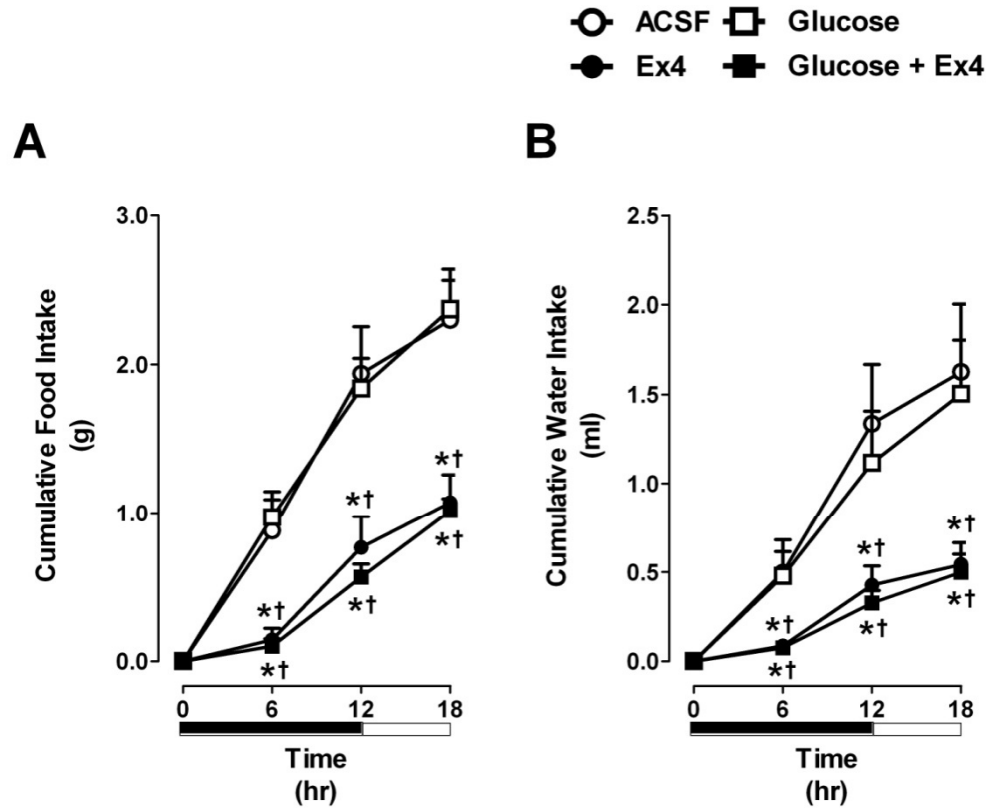 ACSF Glucose
Ex4 Glucose + Ex4
A
B
Cumulative Food Intake
(g)
3.0
2.0
1.0
0.0
*†
*†
*†
*†
*†
*†
0 6 12 18
Time
(hr)
Cumulative Water Intake
(ml)
2.5
2.0
1.5
1.0
0.5
0.0
*†
*†
*†
*†
*†
*†
0 6 12 18
Time
(hr)